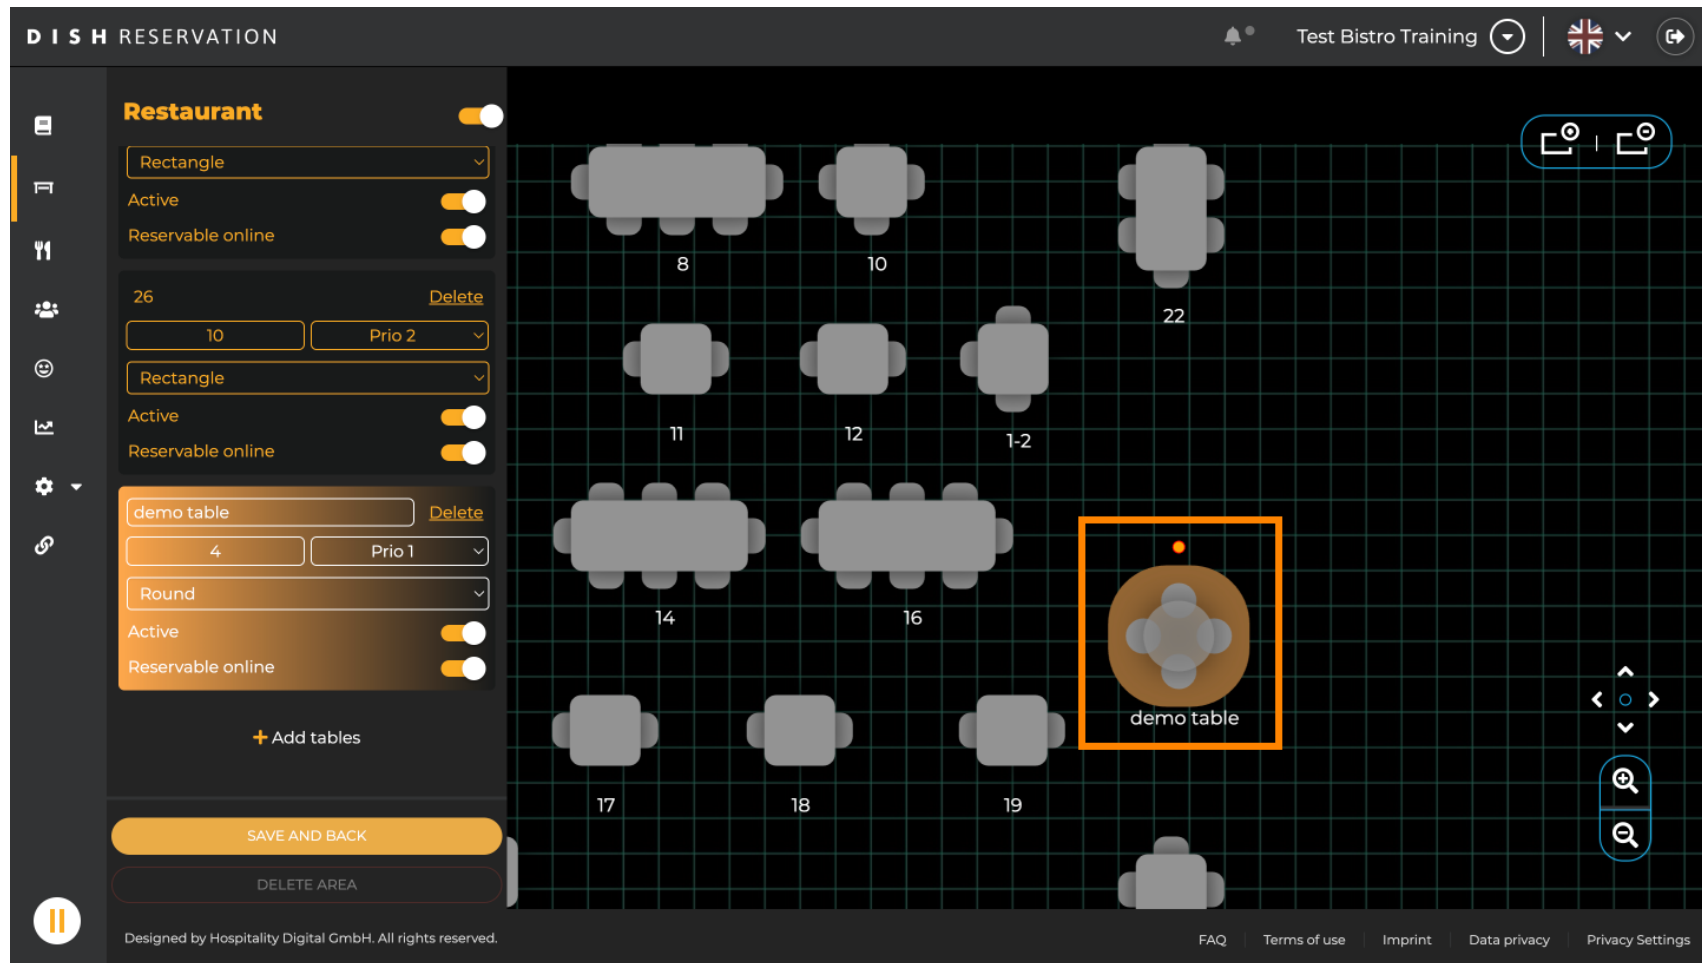 DISH RESERVATION
Test Bistro Training
Restaurant
Rectangle
Active
Reservable online
26 Delete
10 Prio 2
Rectangle
Active
Reservable online
demo table Delete
4 Prio 1
Round
Active
Reservable online
+ Add tables
SAVE AND BACK
DELETE AREA
8 10
22
11 12 1-2
14 16
demo table
17 18 19
Designed by Hospitality Digital GmbH. All rights reserved.
FAQ Terms of use Imprint Data privacy Privacy Settings